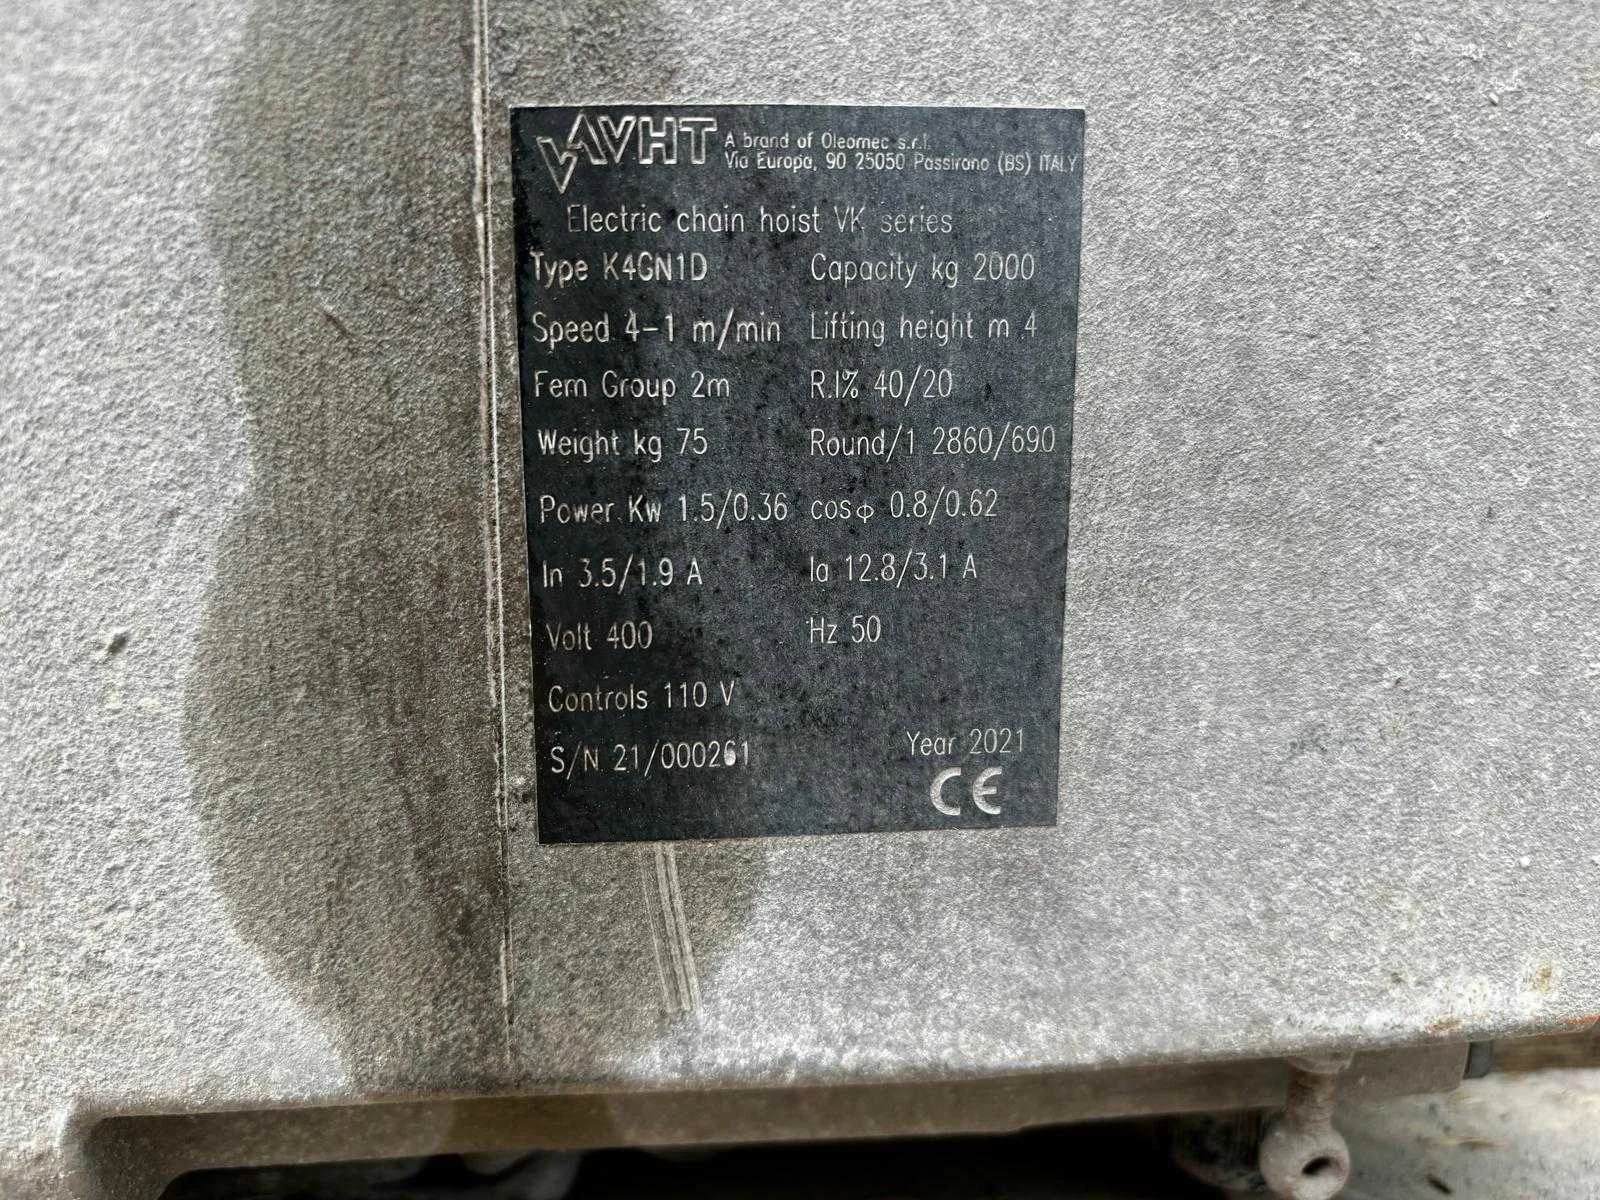 VHT A brand of Oleomec s.r.l.
Via Europa, 90 25050 Passirano (BS) ITALY
Electric chain hoist VK series
Type K4GN1D Capacity kg 2000
Speed 4-1 m/min Lifting height m 4
Fem Group 2m R.I% 40/20
Weight kg 75 Round/1 2860/690
Power Kw 1.5/0.36 cosφ 0.8/0.62
In 3.5/1.9 A Ia 12.8/3.1 A
Volt 400 Hz 50
Controls 110 V
S/N 21/000261 Year 2021
CE